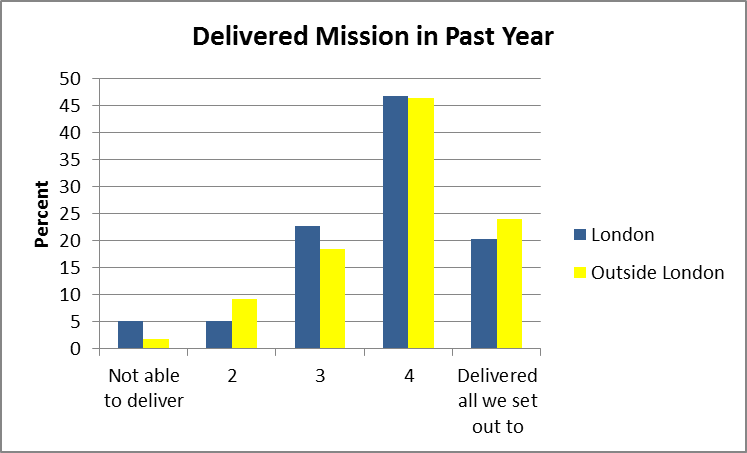 Delivered Mission in Past Year
50
45
40
35
30
25
20
15
10
5
0
Percent
Not able
to deliver
2
3
4
Delivered
all we set
out to
London
Outside London